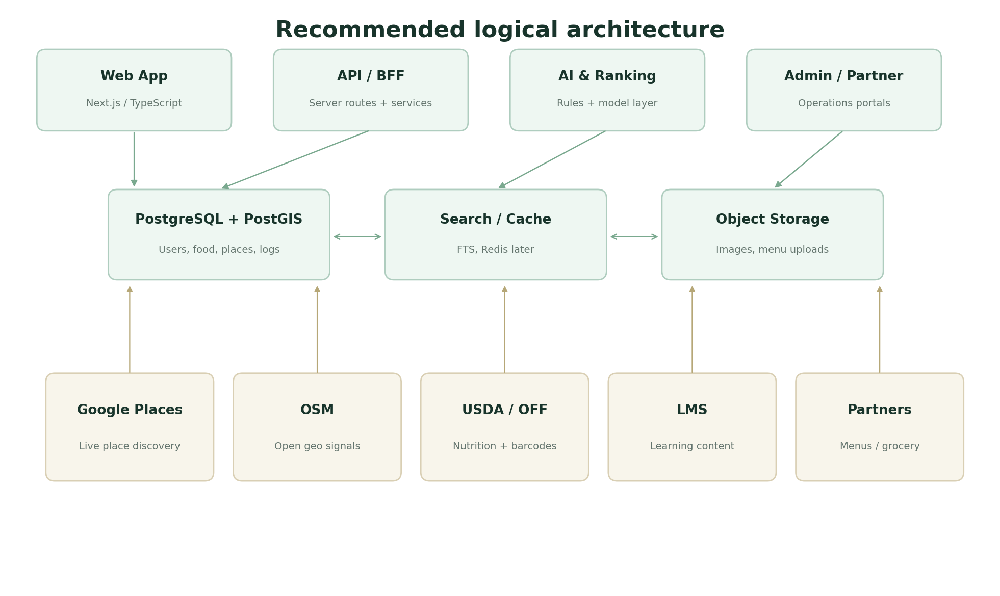 Recommended logical architecture
Web App
Next.js / TypeScript
API / BFF
Server routes + services
AI & Ranking
Rules + model layer
Admin / Partner
Operations portals
PostgreSQL + PostGIS
Users, food, places, logs
Search / Cache
FTS, Redis later
Object Storage
Images, menu uploads
Google Places
Live place discovery
OSM
Open geo signals
USDA / OFF
Nutrition + barcodes
LMS
Learning content
Partners
Menus / grocery